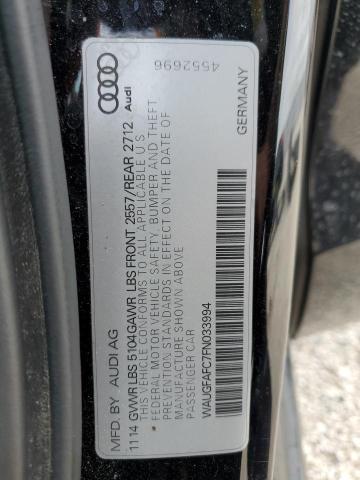 MFD. BY AUDI AG
1114 GVWR LBS 5104 GAWR LBS FRONT 2557/REAR 2712
THIS VEHICLE CONFORMS TO ALL APPLICABLE U S
FEDERAL MOTOR VEHICLE SAFETY, BUMPER AND THEFT
PREVENTION STANDARDS IN EFFECT ON THE DATE OF
MANUFACTURE SHOWN ABOVE
PASSENGER CAR
WAUGFAFC7FN033994
Audi
4552696
GERMANY